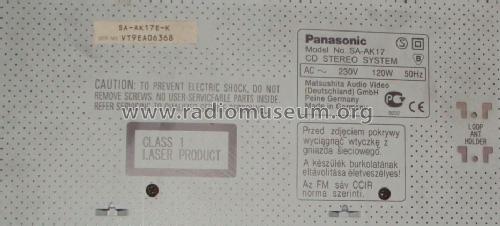 SA-AK17E-K
SER NO. VT9EA06368
Panasonic
Model No. SA-AK17
CD STEREO SYSTEM
AC ~ 230V 120W 50Hz
Matsushita Audio Video
(Deutschland) GmbH
Peine Germany
Made in Germany
B
CAUTION: TO PREVENT ELECTRIC SHOCK, DO NOT
REMOVE SCREWS. NO USER-SERVICEABLE PARTS
INSIDE. REFER
www.radiomuseum.org
CLASS 1
LASER PRODUCT
LOOP
ANT
HOLDER
Przed zdjęciem pokrywy
wyciągnąć wtyczkę z
gniazda sieciowego.
A készülék burkolatának
eltávolítása életveszélyes!
Az FM sáv CCIR
norma szerinti.